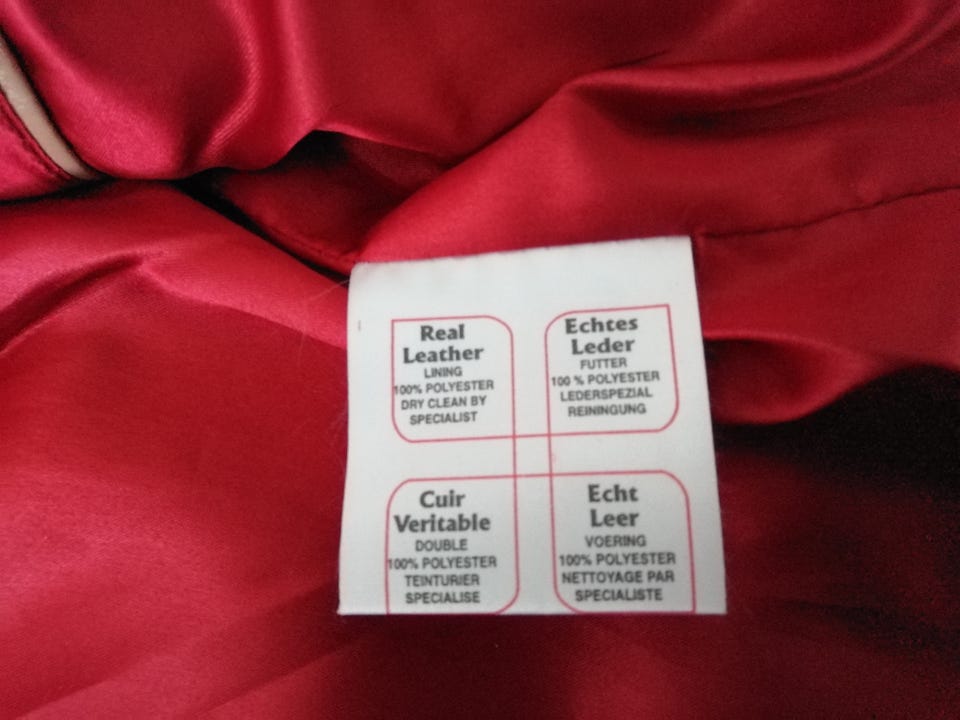 Real
Leather
LINING
100% POLYESTER
DRY CLEAN BY
SPECIALIST
Echtes
Leder
FUTTER
100 % POLYESTER
LEDERSPEZIAL
REININGUNG
Cuir
Veritable
DOUBLE
100% POLYESTER
TEINTURIER
SPECIALISE
Echt
Leer
VOERING
100% POLYESTER
NETTOYAGE PAR
SPECIALISTE